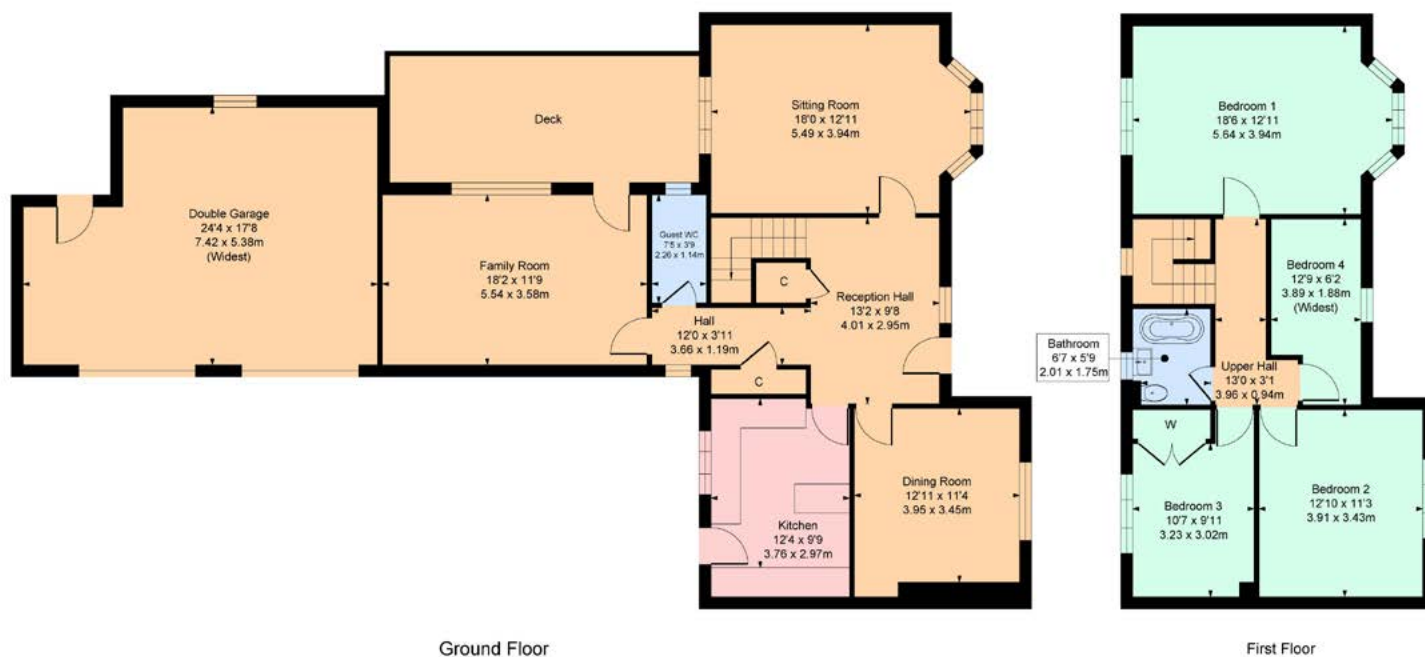 Deck
Sitting Room
18'0 x 12'11
5.49 x 3.94m
Double Garage
24'4 x 17'8
7.42 x 5.38m
(Widest)
Family Room
18'2 x 11'9
5.54 x 3.58m
Guest WC
7'5 x 3'9
2.26 x 1.14m
C
Reception Hall
13'2 x 9'8
4.01 x 2.95m
Hall
12'0 x 3'11
3.66 x 1.19m
C
Kitchen
12'4 x 9'9
3.76 x 2.97m
Dining Room
12'11 x 11'4
3.95 x 3.45m
Ground Floor
Bedroom 1
18'6 x 12'11
5.64 x 3.94m
Bedroom 4
12'9 x 6'2
3.89 x 1.88m
(Widest)
Bathroom
6'7 x 5'9
2.01 x 1.75m
Upper Hall
13'0 x 3'1
3.96 x 0.94m
W
Bedroom 3
10'7 x 9'11
3.23 x 3.02m
Bedroom 2
12'10 x 11'3
3.91 x 3.43m
First Floor